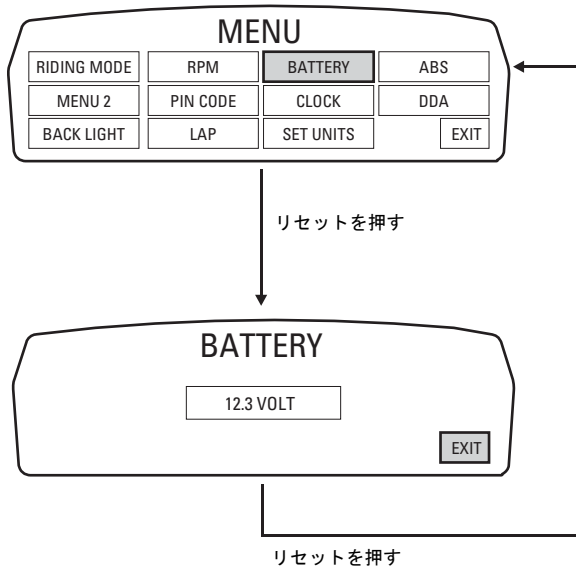 MENU
RIDING MODE RPM BATTERY ABS
MENU 2 PIN CODE CLOCK DDA
BACK LIGHT LAP SET UNITS EXIT
リセットを押す
BATTERY
12.3 VOLT
EXIT
リセットを押す